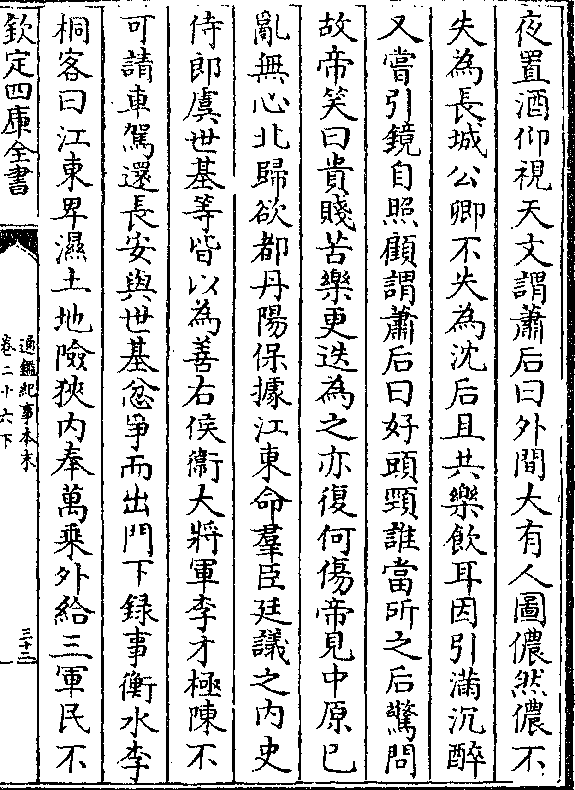 夜置酒仰視天文謂蕭后曰外間大有人圖儂然儂不
失為長城公卿不失為沈后且共樂飲耳因引滿沉醉
又嘗引鏡自照顧謂蕭后曰好頭頸誰當斫之后驚問
故帝笑曰貴賤苦樂更迭為之亦復何傷帝見中原已
亂無心北歸欲都丹陽保據江東命羣臣廷議之内史
侍郎虞世基等皆以為善右侯衛大將軍李才極陳不
可請車駕還長安與世基忿爭而出門下録事衡水李
桐客曰江東卑濕土地險狹内奉萬乘外給三軍民不
欽定四庫全書
通鑑紀事本末
卷二十六下
三十二